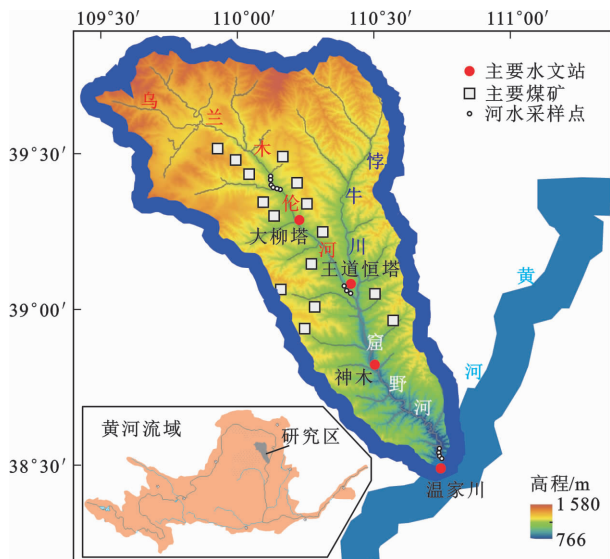 109°30′ 110°00′ 110°30′ 111°00′
主要水文站
主要煤矿
河水采样点
乌兰木伦河
悖牛川
39°30′
大柳塔
王道恒塔
39°00′
黄河
窟野河
神木
黄河流域
研究区
38°30′
温家川
高程/m
1 580
766